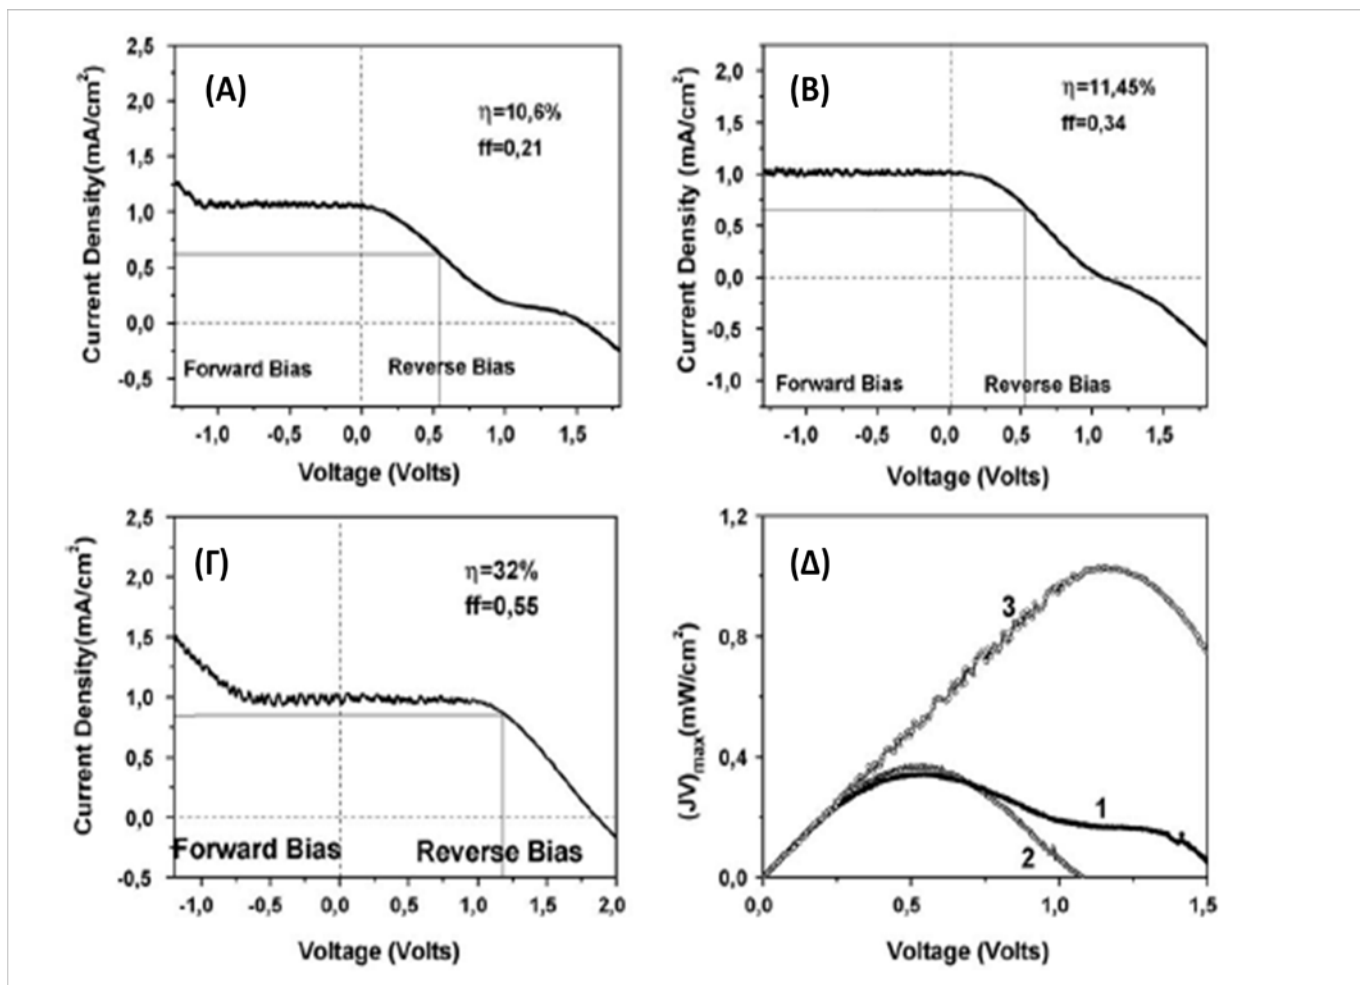 (Α)
η=10,6%
ff=0,21
2,5
2,0
1,5
1,0
0,5
0,0
-0,5
Current Density(mA/cm²)
Forward Bias
Reverse Bias
-1,0 -0,5 0,0 0,5 1,0 1,5
Voltage (Volts)
(Β)
η=11,45%
ff=0,34
2,0
1,5
1,0
0,5
0,0
-0,5
-1,0
Current Density (mA/cm²)
Forward Bias
Reverse Bias
-1,0 -0,5 0,0 0,5 1,0 1,5
Voltage (Volts)
(Γ)
η=32%
ff=0,55
2,5
2,0
1,5
1,0
0,5
0,0
-0,5
Current Density(mA/cm²)
Forward Bias
Reverse Bias
-1,0 -0,5 0,0 0,5 1,0 1,5 2,0
Voltage (Volts)
(Δ)
1,2
0,8
0,4
0,0
(JV)max(mW/cm²)
3
1
2
0,0 0,5 1,0 1,5
Voltage (Volts)